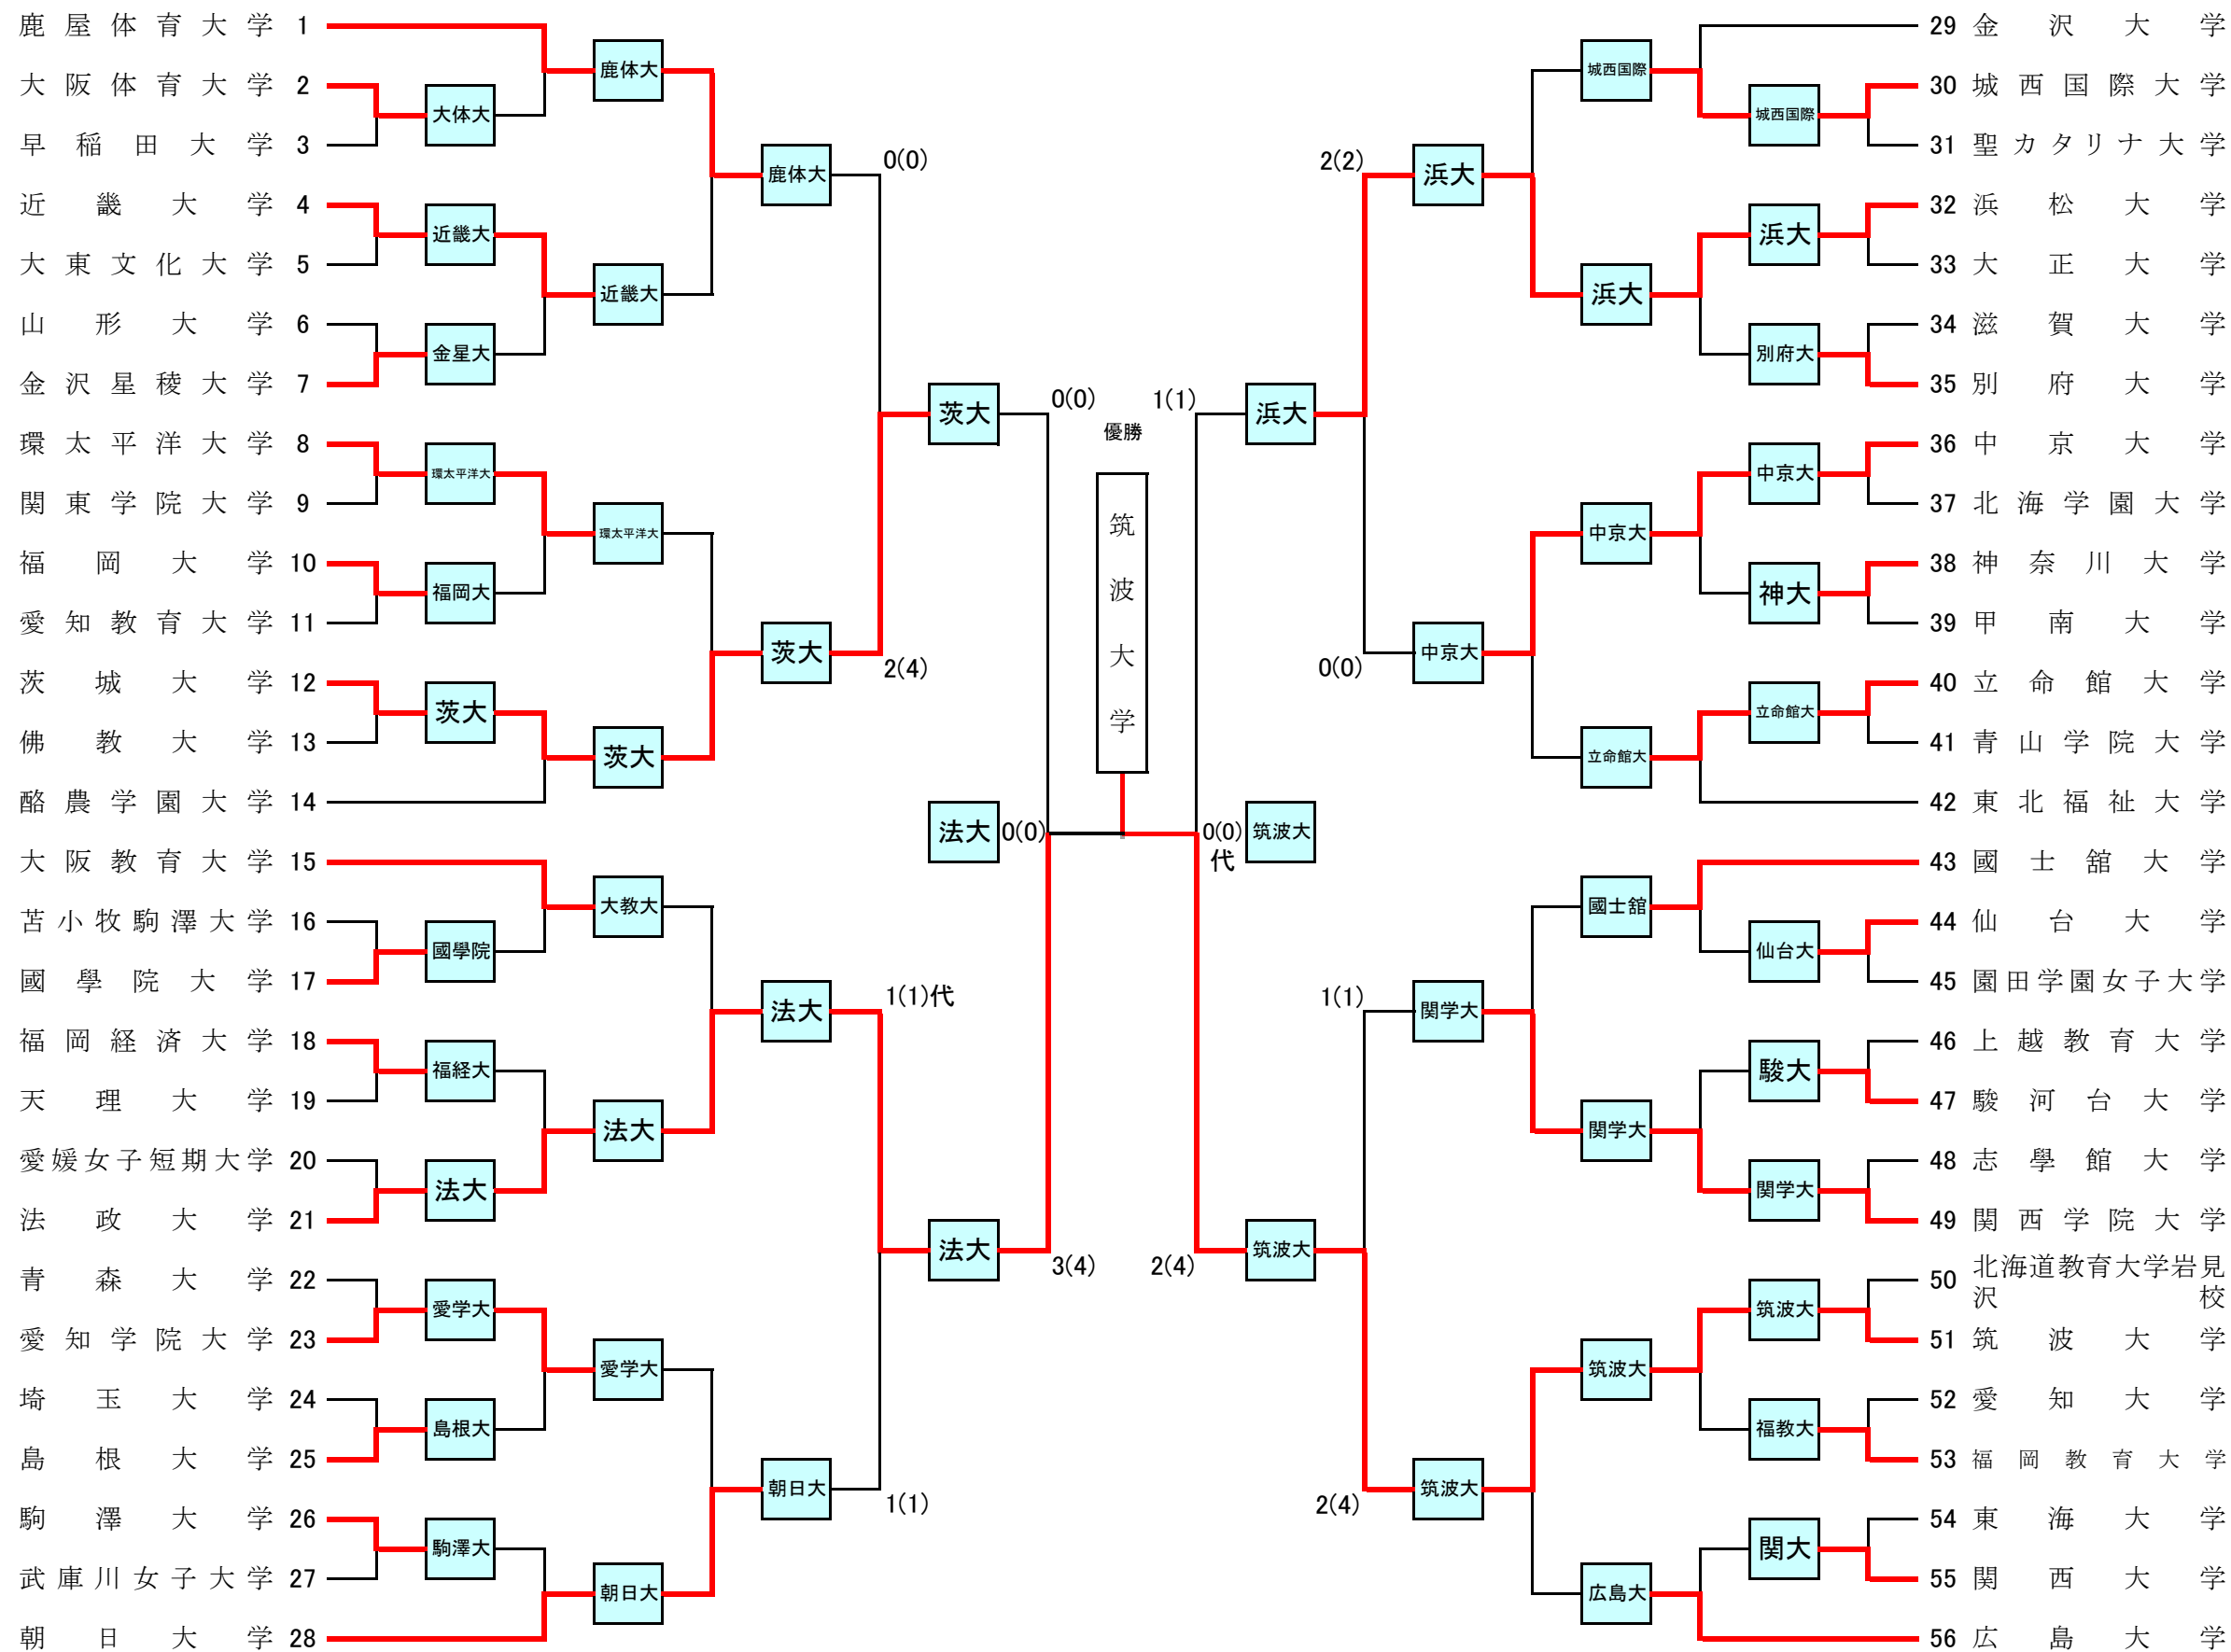 鹿屋体育大学 1
大阪体育大学 2
早稲田大学 3
近畿大学 4
大東文化大学 5
山形大学 6
金沢星稜大学 7
環太平洋大学 8
関東学院大学 9
福岡大学 10
愛知教育大学 11
茨城大学 12
佛教大学 13
酪農学園大学 14
大阪教育大学 15
苫小牧駒澤大学 16
國學院大学 17
福岡経済大学 18
天理大学 19
愛媛女子短期大学 20
法政大学 21
青森大学 22
愛知学院大学 23
埼玉大学 24
島根大学 25
駒澤大学 26
武庫川女子大学 27
朝日大学 28
大体大
近畿大
金星大
環太平洋大
福岡大
茨大
國學院
福経大
法大
愛学大
島根大
駒澤大
鹿体大
近畿大
環太平洋大
茨大
大教大
法大
愛学大
朝日大
鹿体大
茨大
法大
朝日大
0(0)
2(4)
1(1)代
1(1)
茨大
法大
法大
0(0)
0(0)
3(4)
優勝
筑波大学
1(1)
0(0)
代
2(4)
浜大
筑波大
筑波大
2(2)
0(0)
1(1)
2(4)
浜大
中京大
関学大
筑波大
城西国際
浜大
中京大
立命館大
國士舘
関学大
筑波大
広島大
城西国際
浜大
別府大
中京大
神大
立命館大
仙台大
駿大
関学大
筑波大
福教大
関大
29 金沢大学
30 城西国際大学
31 聖カタリナ大学
32 浜松大学
33 大正大学
34 滋賀大学
35 別府大学
36 中京大学
37 北海学園大学
38 神奈川大学
39 甲南大学
40 立命館大学
41 青山学院大学
42 東北福祉大学
43 國士舘大学
44 仙台大学
45 園田学園女子大学
46 上越教育大学
47 駿河台大学
48 志學館大学
49 関西学院大学
50 北海道教育大学岩見
沢校
51 筑波大学
52 愛知大学
53 福岡教育大学
54 東海大学
55 関西大学
56 広島大学